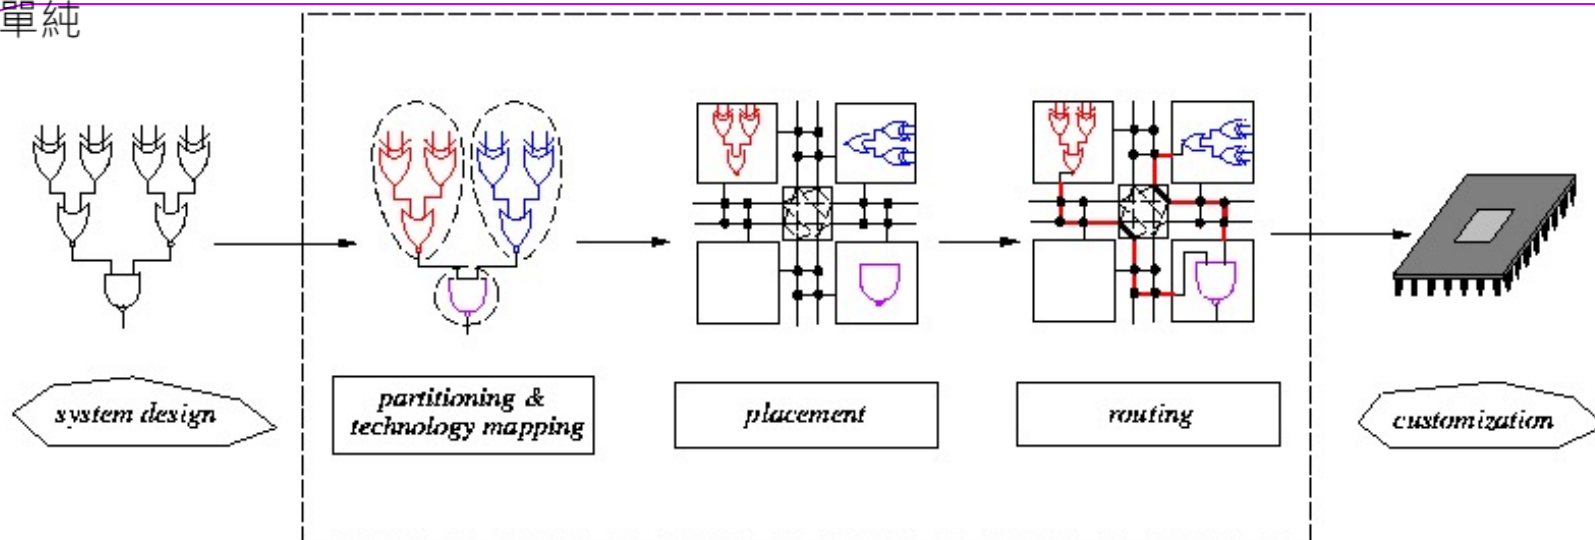 單純
system design
partitioning &
technology mapping
placement
routing
customization